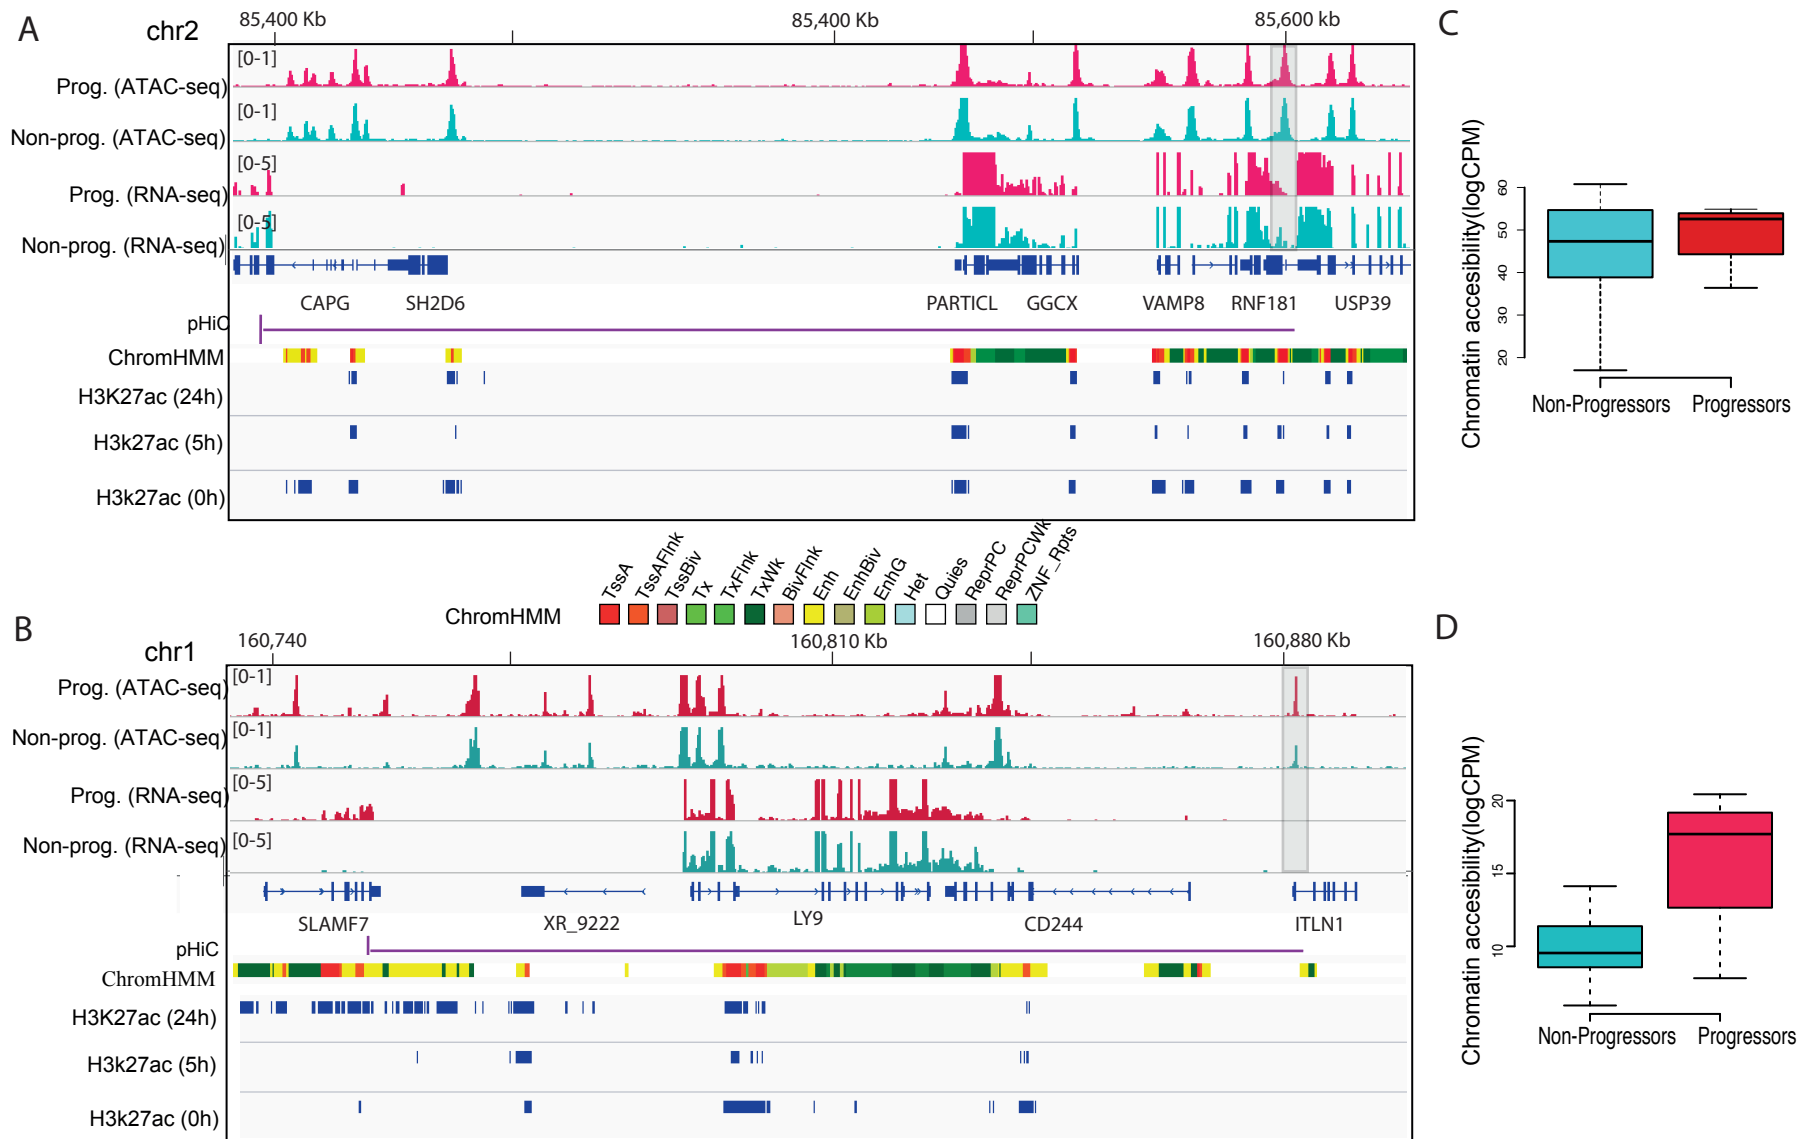 A
chr2
85,400 Kb
85,400 Kb
85,600 kb
[0-1]
Prog. (ATAC-seq)
[0-1]
Non-prog. (ATAC-seq)
[0-5]
Prog. (RNA-seq)
[0-5]
Non-prog. (RNA-seq)
CAPG SH2D6 PARTICL GGCX VAMP8 RNF181 USP39
pHiC
ChromHMM
H3K27ac (24h)
H3k27ac (5h)
H3k27ac (0h)
C
Chromatin accesibility(logCPM)
20 30 40 50 60
Non-Progressors Progressors
ChromHMM
TssA
TssAFlnk
TssBiv
Tx
TxFlnk
TxWk
BivFlnk
Enh
EnhBiv
EnhG
Het
Quies
ReprPC
ReprPCWk
ZNF_Rpts
B
chr1
160,740
160,810 Kb
160,880 Kb
[0-1]
Prog. (ATAC-seq)
[0-1]
Non-prog. (ATAC-seq)
[0-5]
Prog. (RNA-seq)
[0-5]
Non-prog. (RNA-seq)
SLAMF7 XR_9222 LY9 CD244 ITLN1
pHiC
ChromHMM
H3K27ac (24h)
H3k27ac (5h)
H3k27ac (0h)
D
Chromatin accesibility(logCPM)
10 15 20
Non-Progressors Progressors